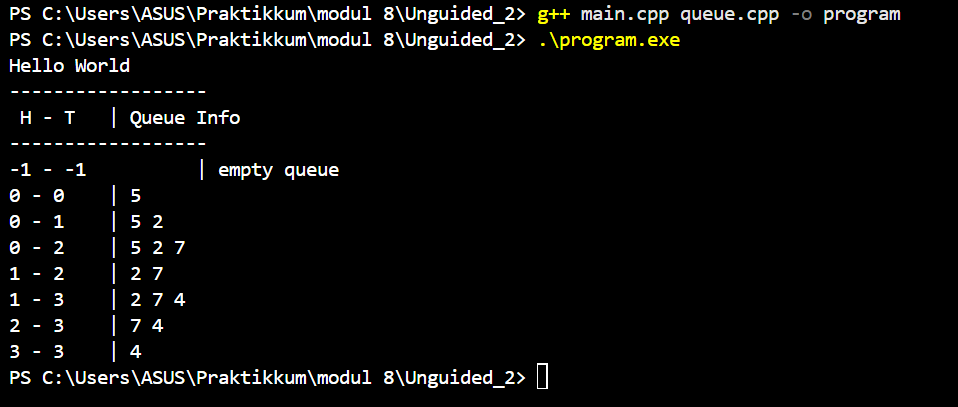 PS C:\Users\ASUS\Praktikkum\modul 8\Unguided_2> g++ main.cpp queue.cpp -o program
PS C:\Users\ASUS\Praktikkum\modul 8\Unguided_2> .\program.exe
Hello World
------------------
 H - T   | Queue Info
------------------
-1 - -1          | empty queue
0 - 0    | 5
0 - 1    | 5 2
0 - 2    | 5 2 7
1 - 2    | 2 7
1 - 3    | 2 7 4
2 - 3    | 7 4
3 - 3    | 4
PS C:\Users\ASUS\Praktikkum\modul 8\Unguided_2>